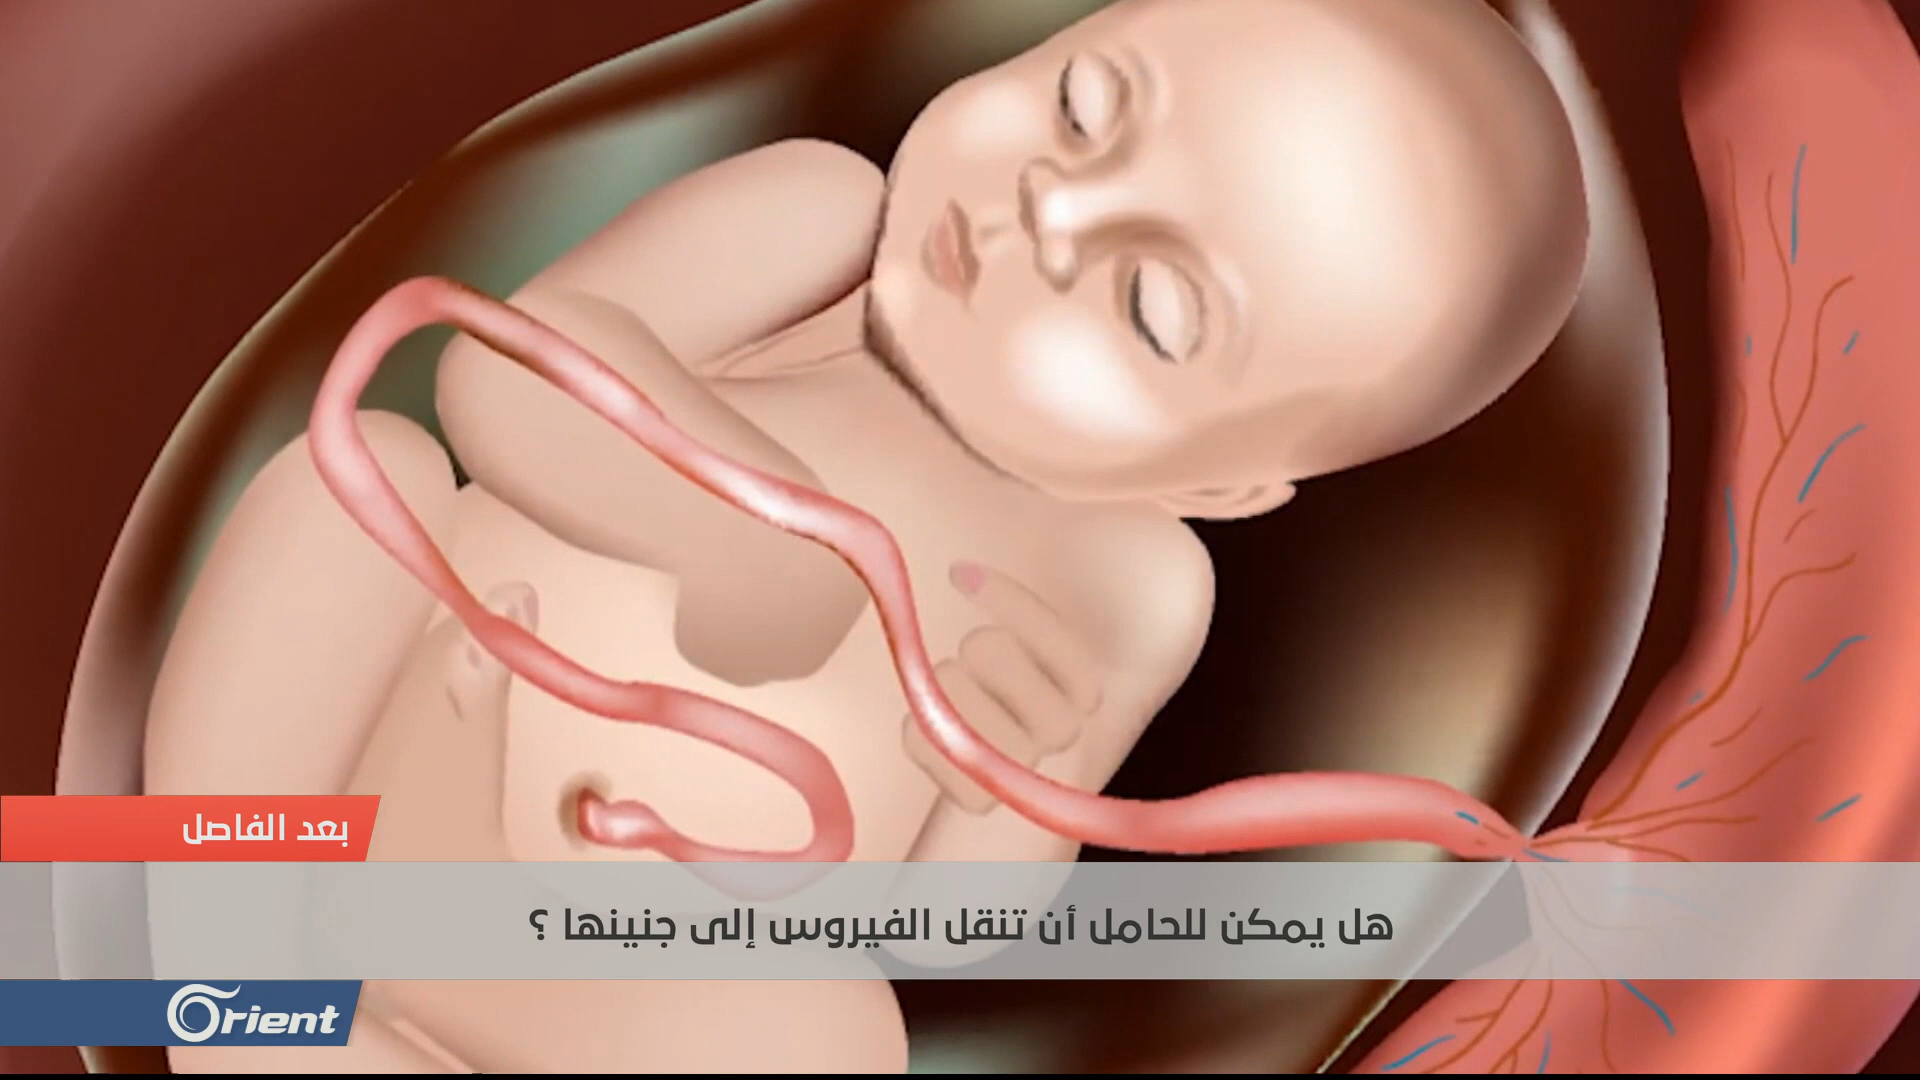 بعد الفاصل
هل يمكن للحامل أن تنقل الفيروس إلى جنينها ؟
Orient